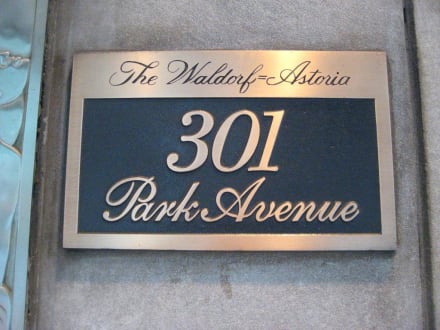 The Waldorf=Astoria
301
Park Avenue